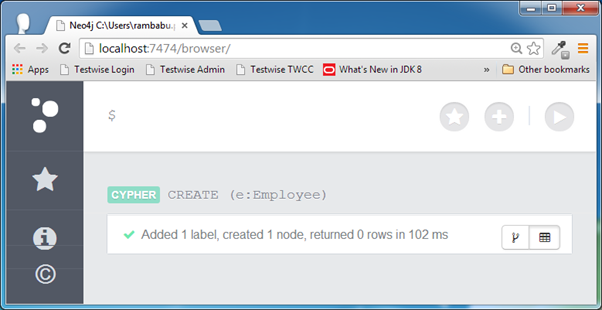 Neo4j C:\Users\rambabu.p
localhost:7474/browser/
Apps Testwise Login Testwise Admin Testwise TWCC What's New in JDK 8 » Other bookmarks
$
CYPHER CREATE (e:Employee)
Added 1 label, created 1 node, returned 0 rows in 102 ms
©